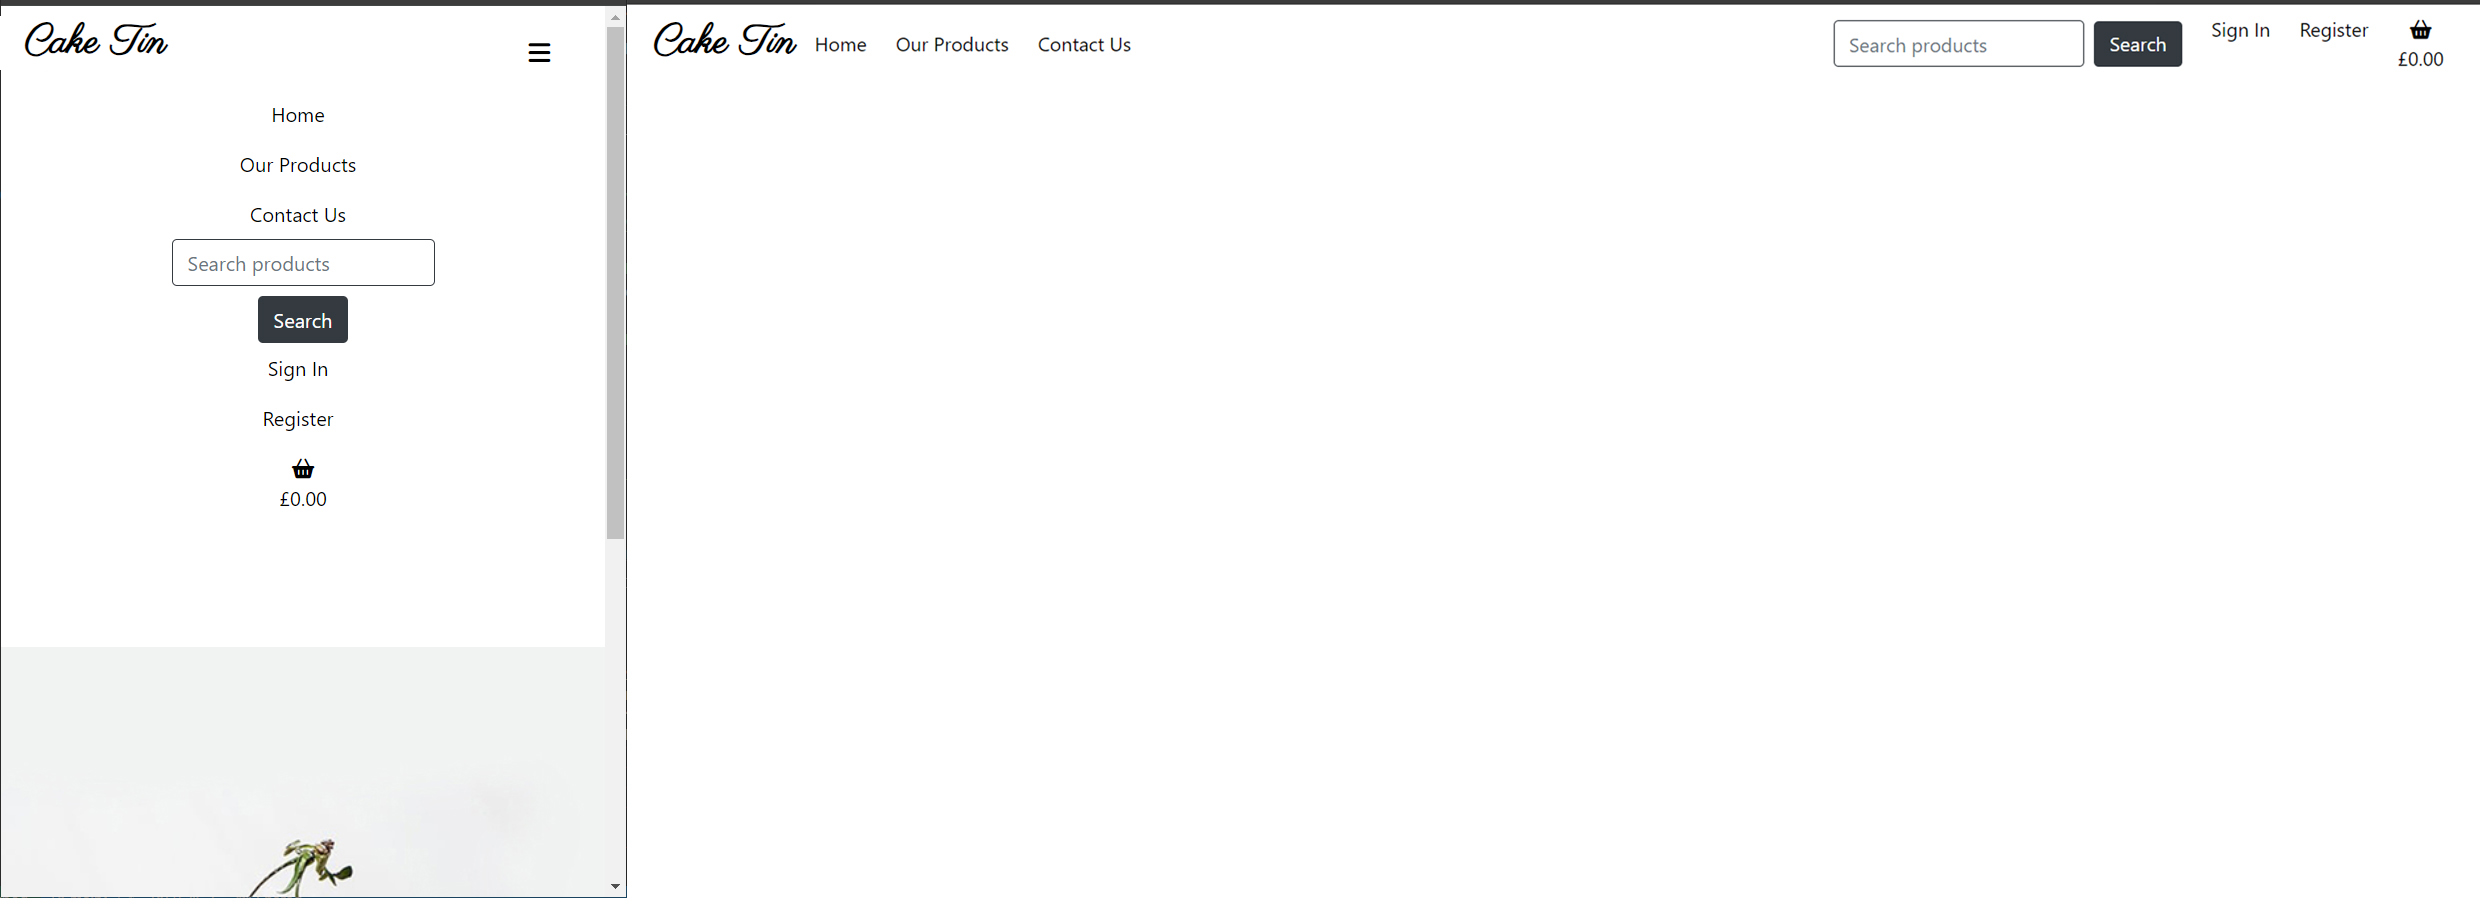 Cake Tin
Home
Our Products
Contact Us
Search products
Search
Sign In
Register
£0.00
Cake Tin Home Our Products Contact Us Search products Search Sign In Register
£0.00